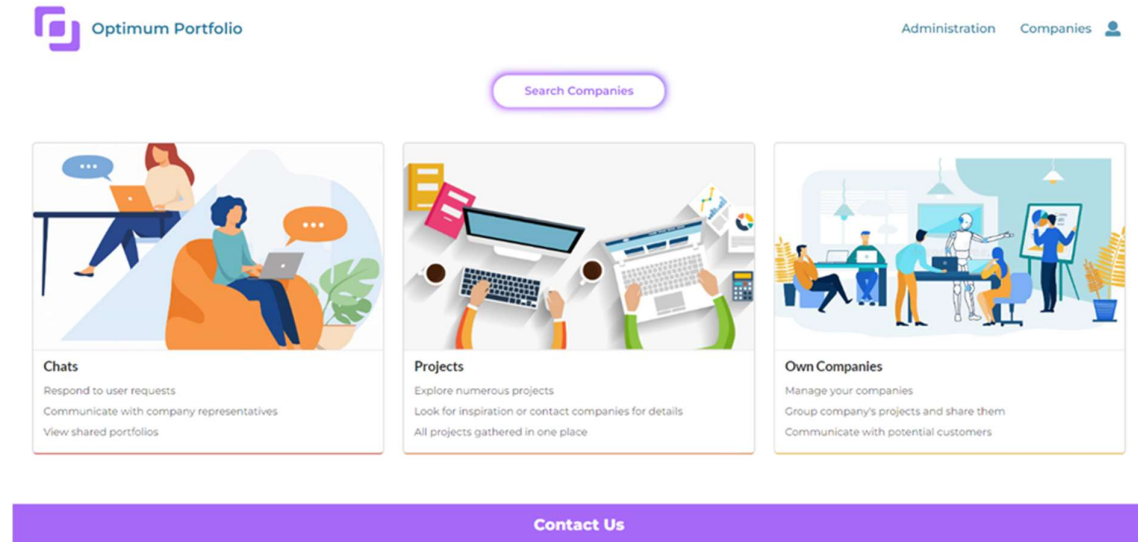 Optimum Portfolio
Administration Companies
Search Companies
Chats
Respond to user requests
Communicate with company representatives
View shared portfolios
Projects
Explore numerous projects
Look for inspiration or contact companies for details
All projects gathered in one place
Own Companies
Manage your companies
Group company's projects and share them
Communicate with potential customers
Contact Us